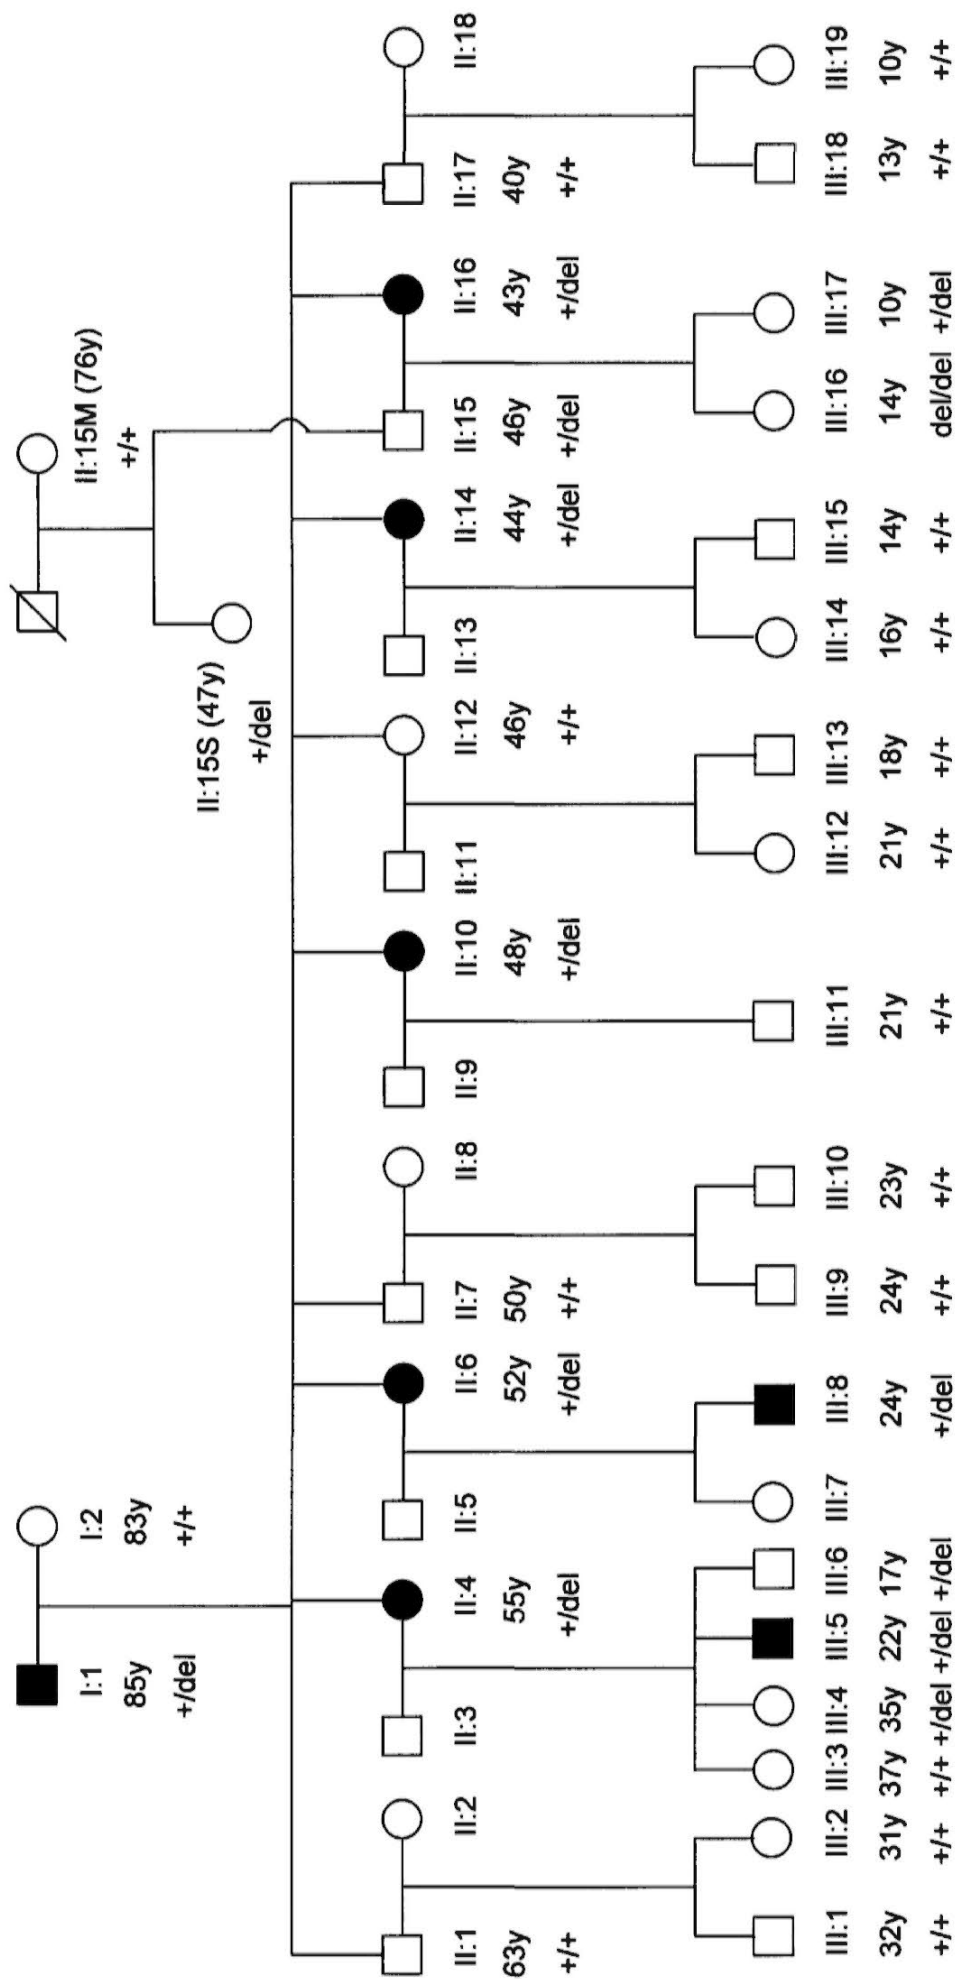 I:1 I:2
85y 83y
+/del +/+
II:15M (76y)
+/+
II:15S (47y)
+/del
II:1 II:2 II:3 II:4 II:5 II:6 II:7 II:8 II:9 II:10 II:11 II:12 II:13 II:14 II:15 II:16 II:17 II:18
63y 55y 52y 50y 48y 46y 44y 46y 43y 40y
+/+ +/del +/del +/+ +/del +/+ +/del +/del +/del +/+
III:1 III:2 III:3 III:4 III:5 III:6 III:7 III:8 III:9 III:10 III:11 III:12 III:13 III:14 III:15 III:16 III:17 III:18 III:19
32y 31y 37y 35y 22y 17y 24y 24y 23y 21y 21y 18y 16y 14y 14y 10y 13y 10y
+/+ +/+ +/+ +/del +/del +/del +/del +/+ +/+ +/+ +/+ +/+ +/+ +/+ del/del +/del +/+ +/+